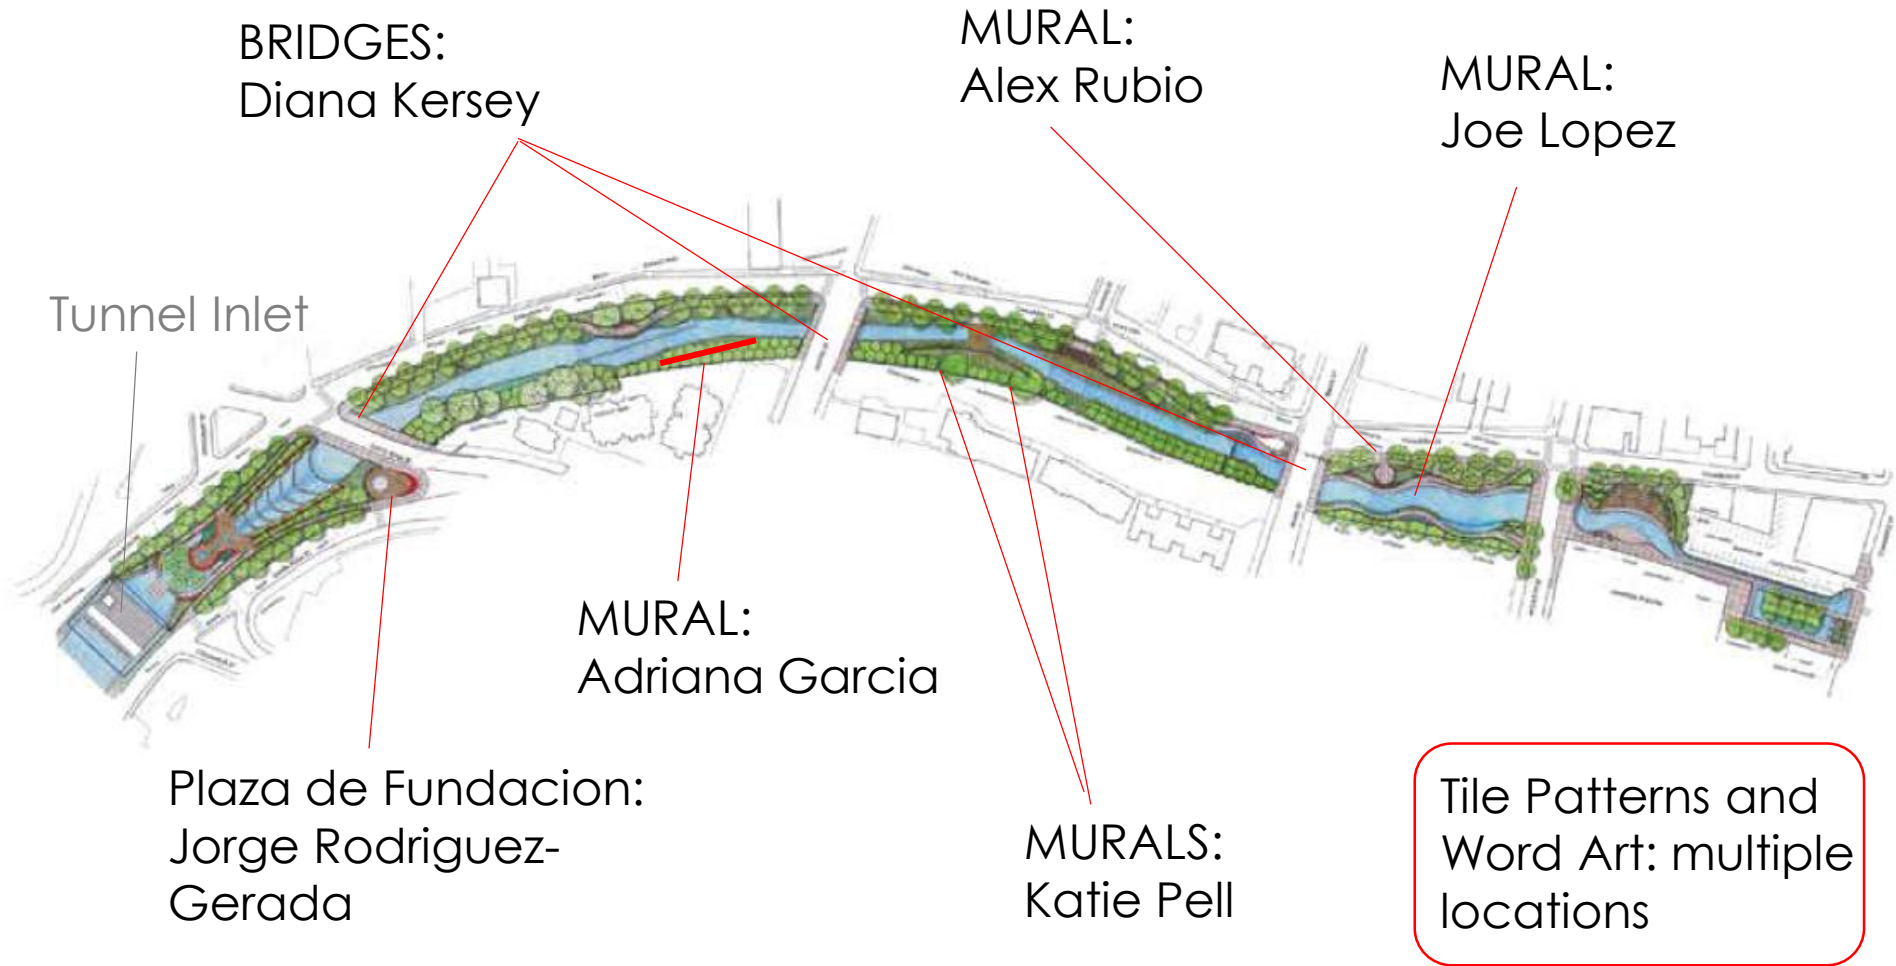 BRIDGES:
Diana Kersey
MURAL:
Alex Rubio
MURAL:
Joe Lopez
Tunnel Inlet
MURAL:
Adriana Garcia
Plaza de Fundacion:
Jorge Rodriguez-
Gerada
MURALS:
Katie Pell
Tile Patterns and
Word Art: multiple
locations